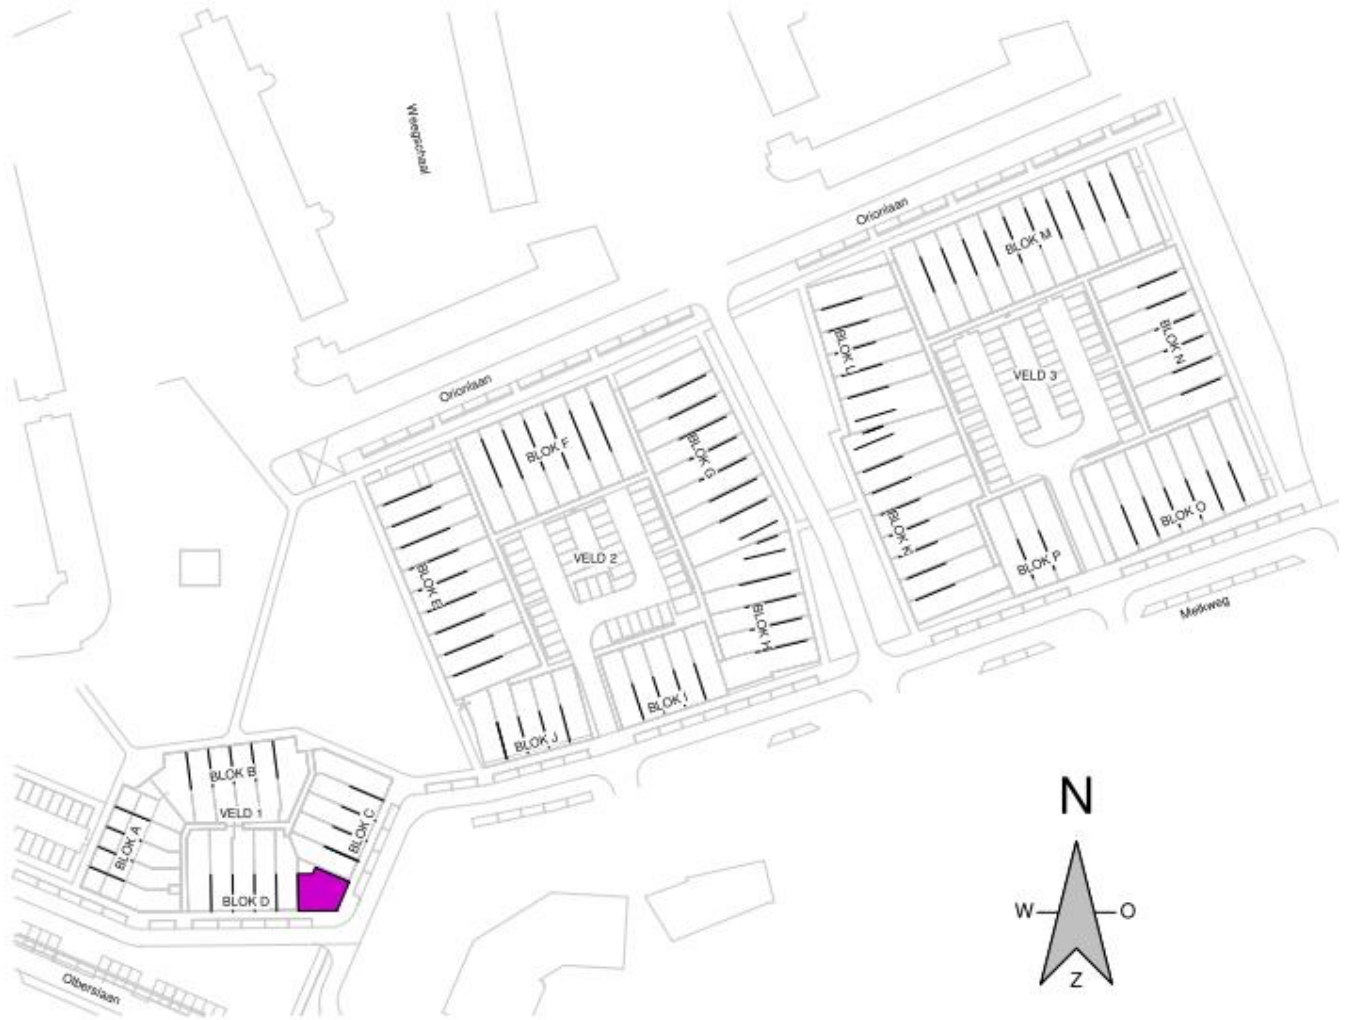 Weegschaal
Orionlaan
BLOK M
BLOK L
BLOK N
VELD 3
Orionlaan
BLOK F
BLOK G
BLOK K
BLOK O
BLOK P
VELD 2
BLOK E
BLOK H
Melkweg
BLOK I
BLOK J
BLOK B
VELD 1
BLOK A
BLOK C
BLOK D
Olberslaan
N
W
O
Z